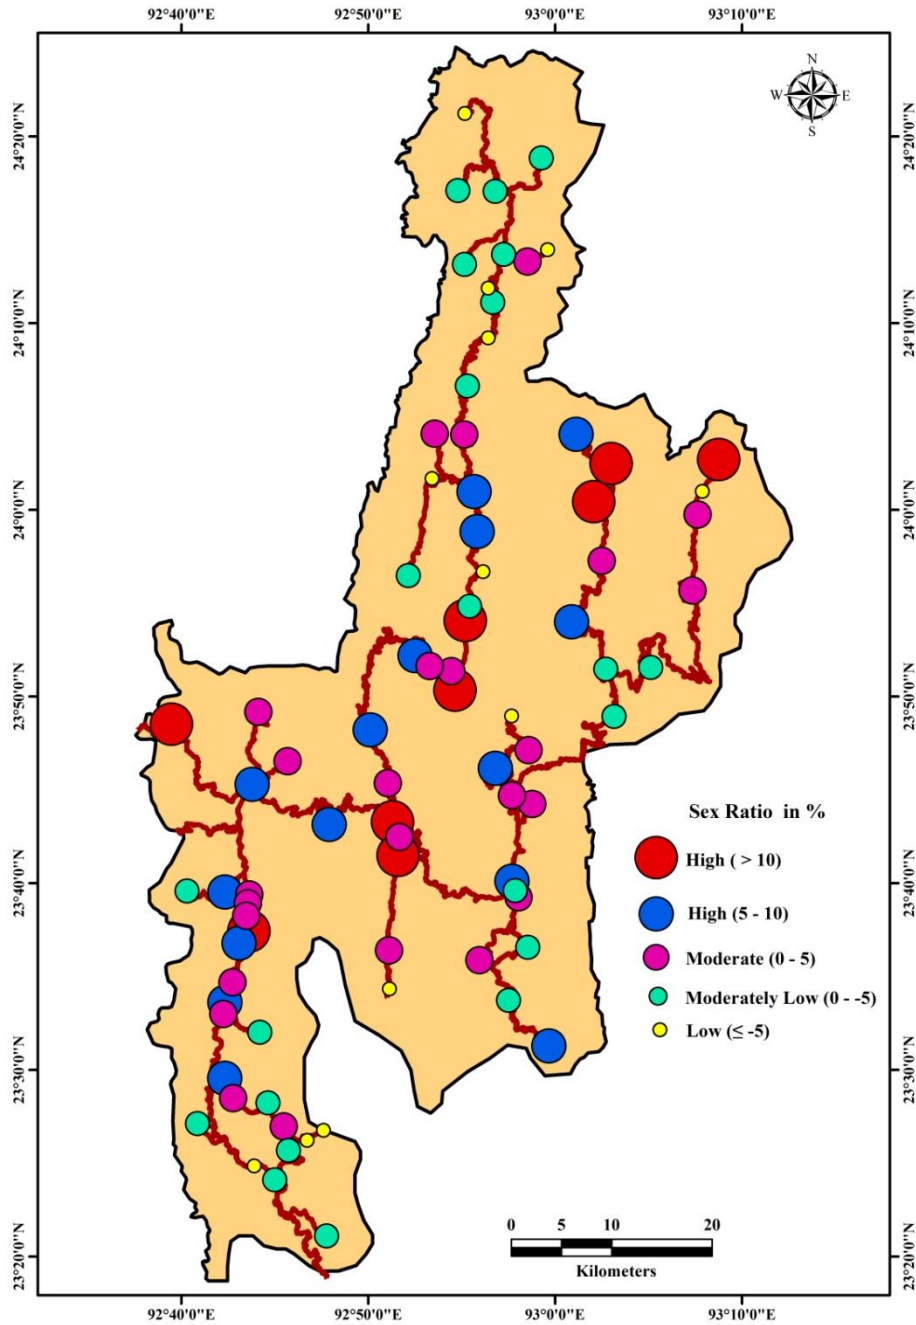 92°40'0"E 92°50'0"E 93°0'0"E 93°10'0"E
N
W E
S
24°20'0"N 24°20'0"N
24°10'0"N 24°10'0"N
24°0'0"N 24°0'0"N
23°50'0"N 23°50'0"N
Sex Ratio in %
High ( > 10)
23°40'0"N 23°40'0"N
High (5 - 10)
Moderate (0 - 5)
Moderately Low (0 - -5)
Low (≤ -5)
23°30'0"N 23°30'0"N
0 5 10 20
Kilometers
23°20'0"N 23°20'0"N
92°40'0"E 92°50'0"E 93°0'0"E 93°10'0"E